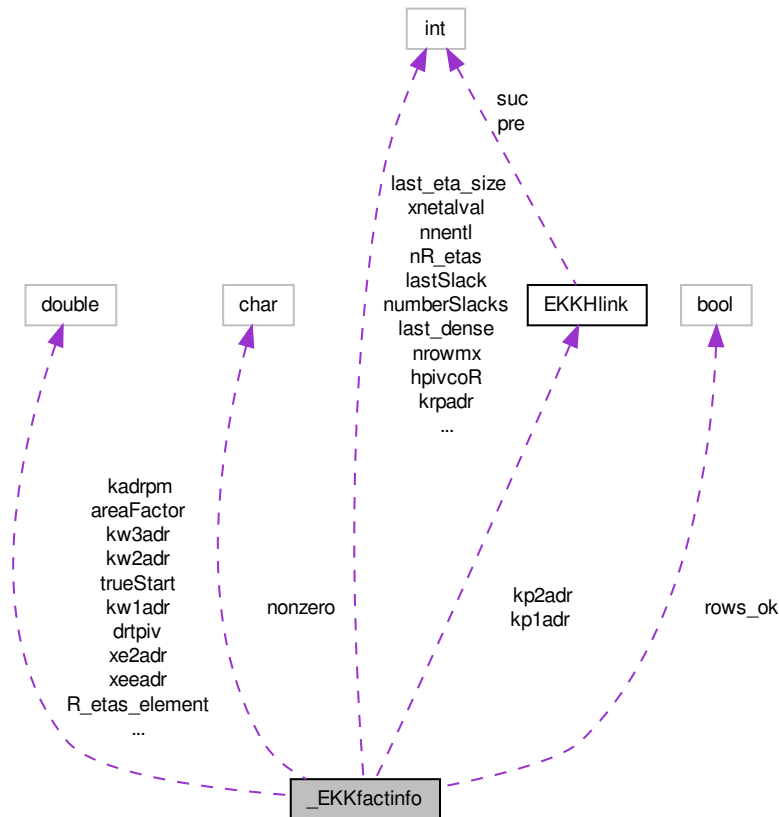 int
suc
pre
last_eta_size
xnetalval
nnentl
nR_etas
lastSlack
numberSlacks
last_dense
nrowmx
hpivcoR
krpadr
...
double
char
EKKHlink
bool
kadrpm
areaFactor
kw3adr
kw2adr
trueStart
kw1adr
drtpiv
xe2adr
xeeadr
R_etas_element
...
nonzero
kp2adr
kp1adr
rows_ok
_EKKfactinfo